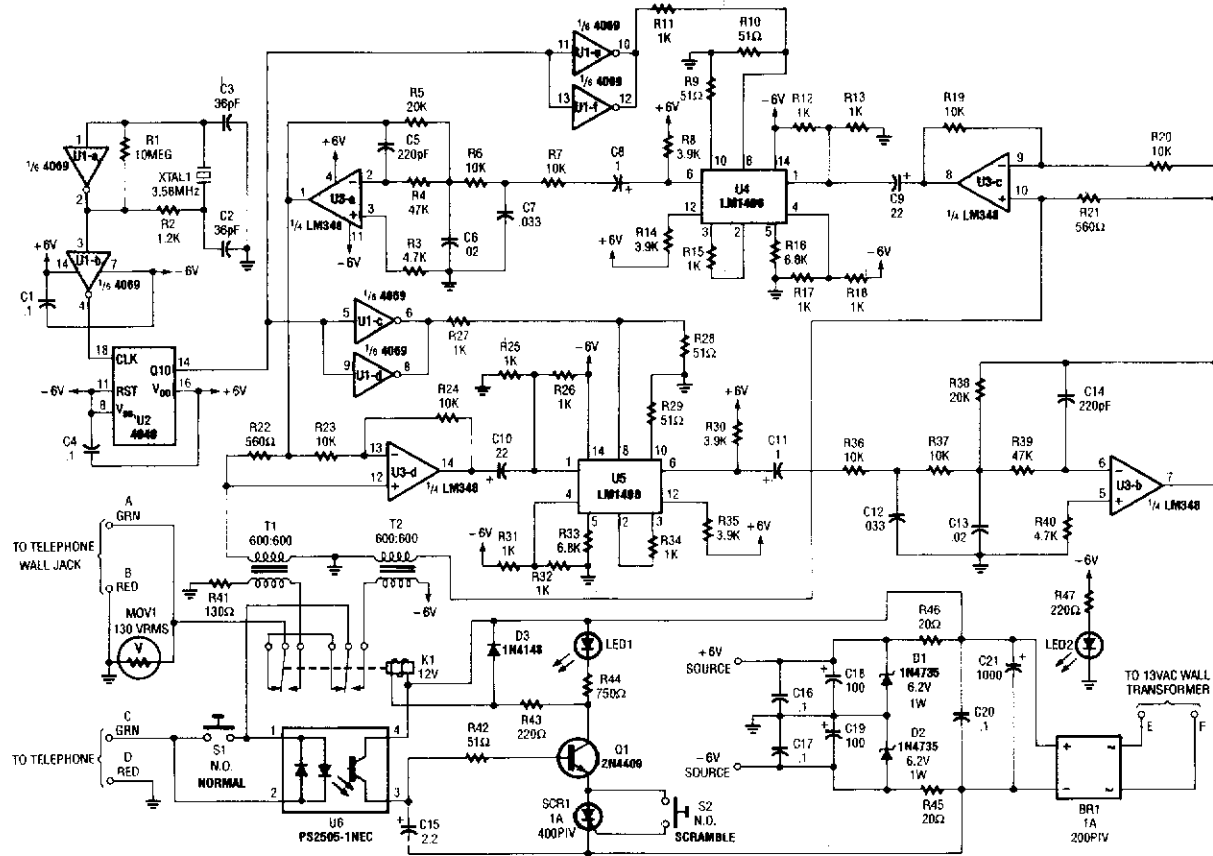 R11
1K
R10
51Ω
1/6 4069
11
U1-e
10
1/6 4069
13
U1-f
12
R9
51Ω
C3
36pF
R1
10MEG
1
U1-a
1/6 4069
2
XTAL1
3.58MHz
R2
1.2K
C2
36pF
+6V
14
3
U1-b
7
-6V
1/6 4069
4
C1
.1
R5
20K
C5
220pF
+6V
4
2
U3-a
3
1
11
1/4 LM348
-6V
R4
47K
R3
4.7K
R6
10K
C6
.02
C7
.033
R7
10K
C8
1
+
+6V
R8
3.9K
-6V
R12
1K
R13
1K
10
8
14
6
U4
LM1496
1
12
4
3
2
5
R14
3.9K
+6V
R15
1K
R16
6.8K
R17
1K
R18
1K
-6V
C9
22
+
R19
10K
8
U3-c
9
10
1/4 LM348
R20
10K
R21
560Ω
18
CLK
Q10
14
-6V
11
RST
VDD
16
+6V
8
VSS
U2
4040
C4
.1
1/6 4069
5
U1-c
6
1/6 4069
9
U1-d
8
R27
1K
R28
51Ω
R25
1K
R26
1K
-6V
R24
10K
R22
560Ω
R23
10K
13
U3-d
12
14
1/4 LM348
C10
22
+
R29
51Ω
14
8
10
1
U5
LM1496
6
4
12
5
2
3
+6V
R30
3.9K
C11
1
+
-6V
R31
1K
R32
1K
R33
6.8K
R34
1K
R35
3.9K
+6V
R36
10K
R37
10K
R38
20K
C14
220pF
R39
47K
C12
.033
C13
.02
R40
4.7K
6
U3-b
5
7
1/4 LM348
A
GRN
TO TELEPHONE
WALL JACK
B
RED
MOV1
130 VRMS
V
T1
600:600
T2
600:600
R41
130Ω
-6V
K1
12V
D3
1N4148
LED1
R44
750Ω
R43
220Ω
R42
51Ω
Q1
2N4409
SCR1
1A
400PIV
S2
N.O.
SCRAMBLE
C
GRN
TO TELEPHONE
D
RED
S1
N.O.
NORMAL
1
4
2
3
U6
PS2505-1NEC
C15
2.2
+
+6V
SOURCE
-6V
SOURCE
C16
.1
C17
.1
C18
100
+
C19
100
+
D1
1N4735
6.2V
1W
D2
1N4735
6.2V
1W
R46
20Ω
R45
20Ω
C20
.1
C21
1000
+
-6V
R47
220Ω
LED2
TO 13VAC WALL
TRANSFORMER
E
F
BR1
1A
200PIV